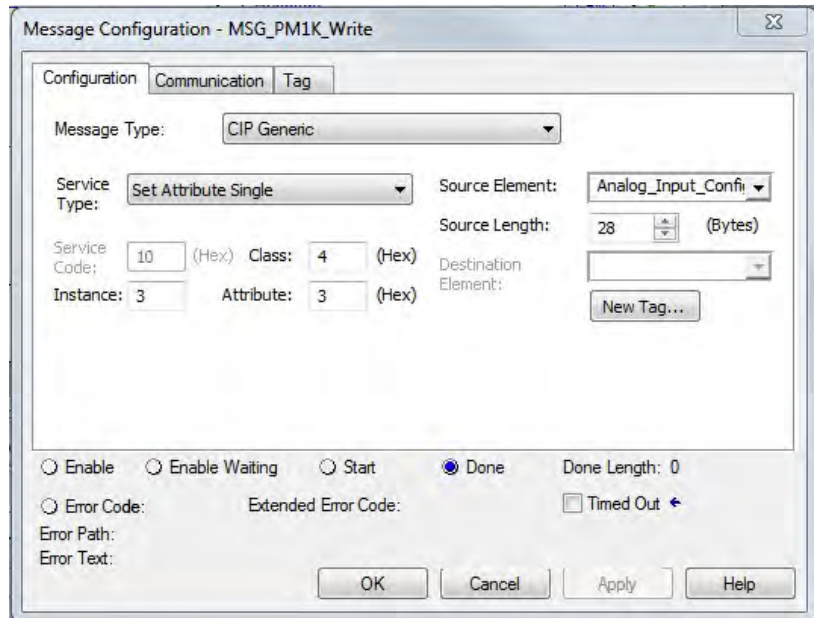 Message Configuration - MSG_PM1K_Write
Configuration Communication Tag
Message Type: CIP Generic
Service Type: Set Attribute Single
Source Element: Analog_Input_Confi
Source Length: 28 (Bytes)
Service Code: 10 (Hex) Class: 4 (Hex)
Destination Element:
Instance: 3 Attribute: 3 (Hex)
New Tag...
Enable Enable Waiting Start Done Done Length: 0
Error Code: Extended Error Code: Timed Out
Error Path:
Error Text:
OK Cancel Apply Help